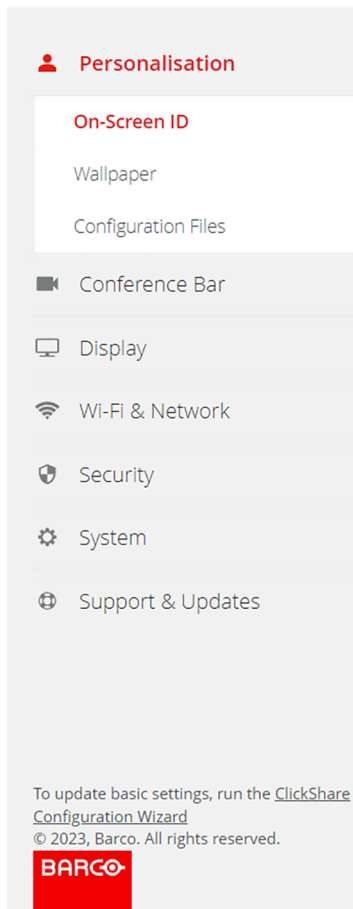 Personalisation
On-Screen ID
Wallpaper
Configuration Files
Conference Bar
Display
Wi-Fi & Network
Security
System
Support & Updates
To update basic settings, run the ClickShare
Configuration Wizard
© 2023, Barco. All rights reserved.
BARCO